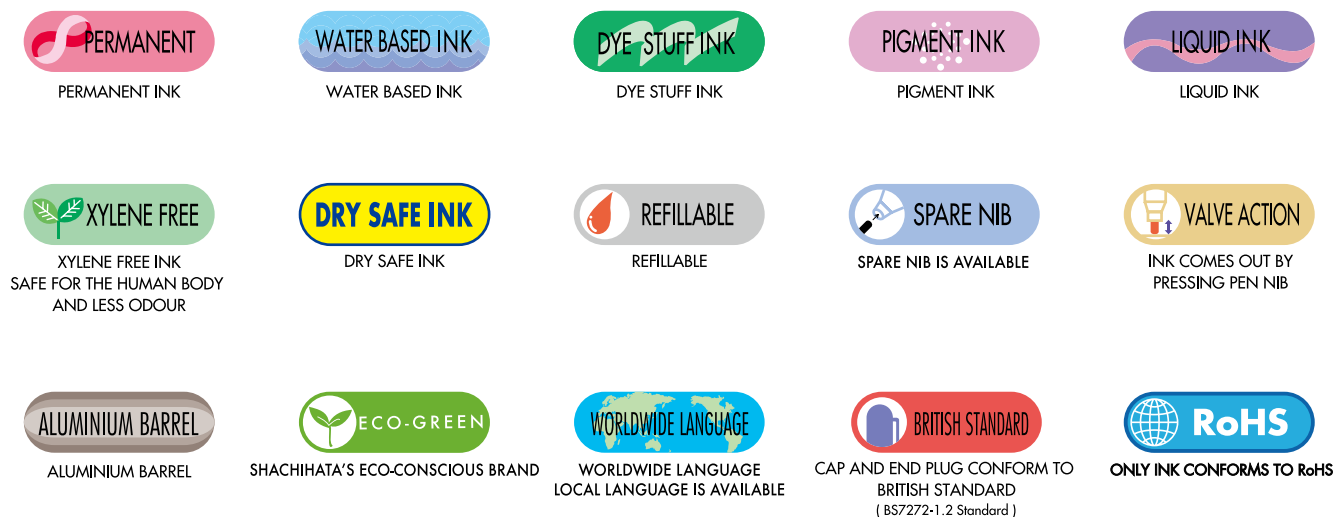 PERMANENT
PERMANENT INK
WATER BASED INK
WATER BASED INK
DYE STUFF INK
DYE STUFF INK
PIGMENT INK
PIGMENT INK
LIQUID INK
LIQUID INK
XYLENE FREE
XYLENE FREE INK
SAFE FOR THE HUMAN BODY
AND LESS ODOUR
DRY SAFE INK
DRY SAFE INK
REFILLABLE
REFILLABLE
SPARE NIB
SPARE NIB IS AVAILABLE
VALVE ACTION
INK COMES OUT BY
PRESSING PEN NIB
ALUMINIUM BARREL
ALUMINIUM BARREL
ECO-GREEN
SHACHIHATA'S ECO-CONSCIOUS BRAND
WORLDWIDE LANGUAGE
WORLDWIDE LANGUAGE
LOCAL LANGUAGE IS AVAILABLE
BRITISH STANDARD
CAP AND END PLUG CONFORM TO
BRITISH STANDARD
( BS7272-1.2 Standard )
RoHS
ONLY INK CONFORMS TO RoHS